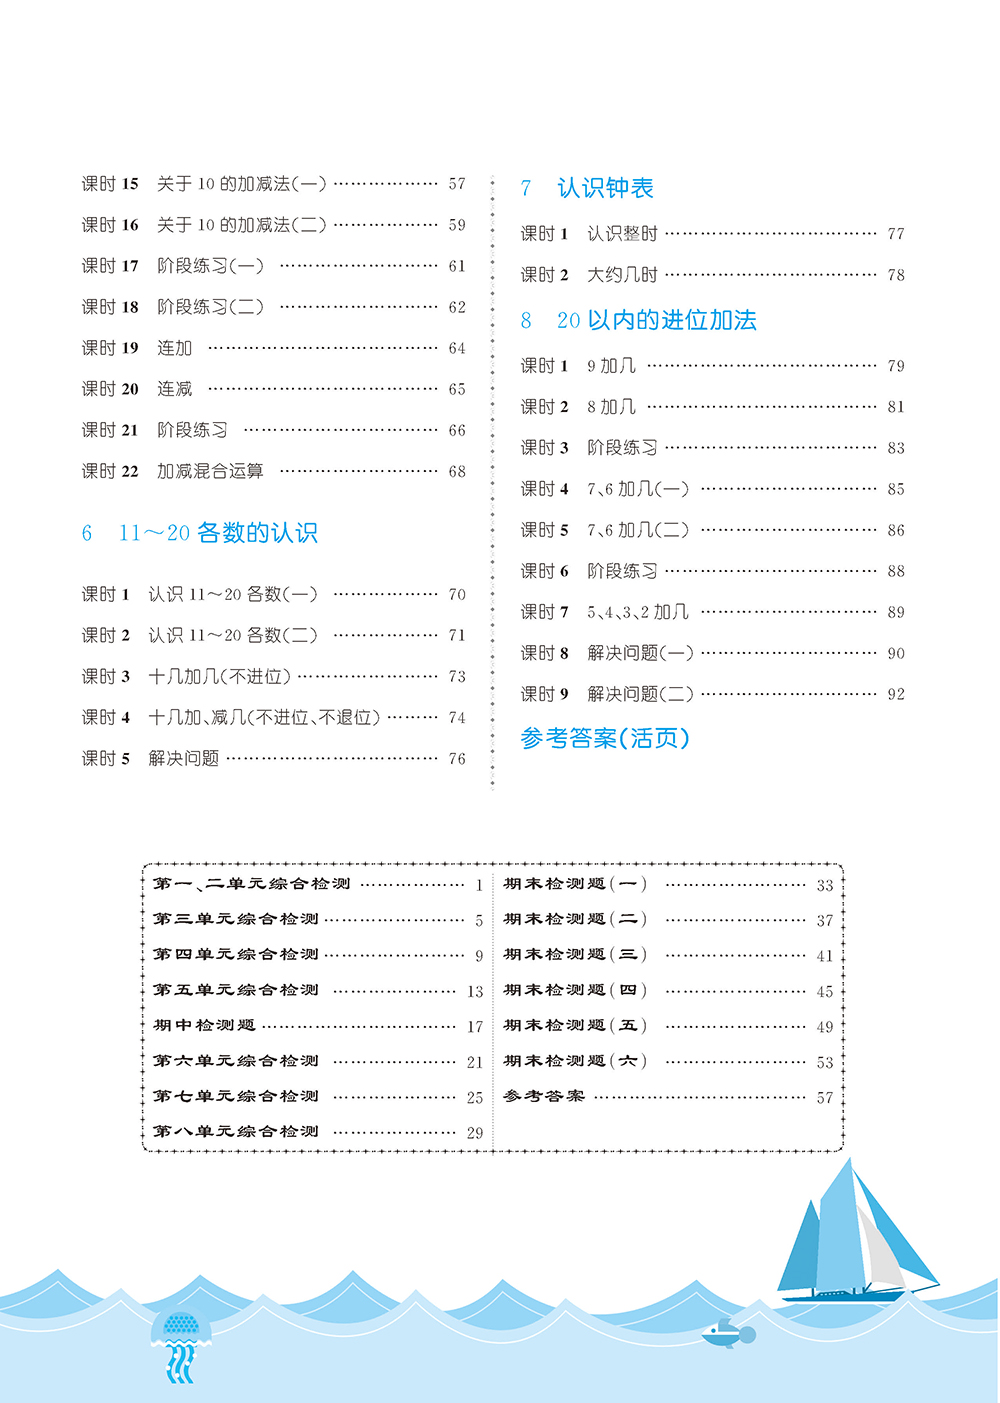 课时 15 关于 10 的加减法(一) ……………… 57
课时 16 关于 10 的加减法(二) ……………… 59
课时 17 阶段练习(一) ……………………… 61
课时 18 阶段练习(二) ……………………… 62
课时 19 连加 ………………………………… 64
课时 20 连减 ………………………………… 65
课时 21 阶段练习 …………………………… 66
课时 22 加减混合运算 ……………………… 68
6 11～20 各数的认识
课时 1 认识 11～20 各数(一) ……………… 70
课时 2 认识 11～20 各数(二) ……………… 71
课时 3 十几加几(不进位) …………………… 73
课时 4 十几加、减几(不进位、不退位) ……… 74
课时 5 解决问题 ……………………………… 76
7 认识钟表
课时 1 认识整时 ……………………………… 77
课时 2 大约几时 ……………………………… 78
8 20 以内的进位加法
课时 1 9 加几 ………………………………… 79
课时 2 8 加几 ………………………………… 81
课时 3 阶段练习 ……………………………… 83
课时 4 7、6 加几(一) ………………………… 85
课时 5 7、6 加几(二) ………………………… 86
课时 6 阶段练习 ……………………………… 88
课时 7 5、4、3、2 加几 ………………………… 89
课时 8 解决问题(一) ………………………… 90
课时 9 解决问题(二) ………………………… 92
参考答案(活页)
第一、二单元综合检测 ……………… 1
第三单元综合检测 …………………… 5
第四单元综合检测 …………………… 9
第五单元综合检测 ………………… 13
期中检测题 …………………………… 17
第六单元综合检测 ………………… 21
第七单元综合检测 ………………… 25
第八单元综合检测 ………………… 29
期末检测题(一) …………………… 33
期末检测题(二) …………………… 37
期末检测题(三) …………………… 41
期末检测题(四) …………………… 45
期末检测题(五) …………………… 49
期末检测题(六) …………………… 53
参考答案 ……………………………… 57